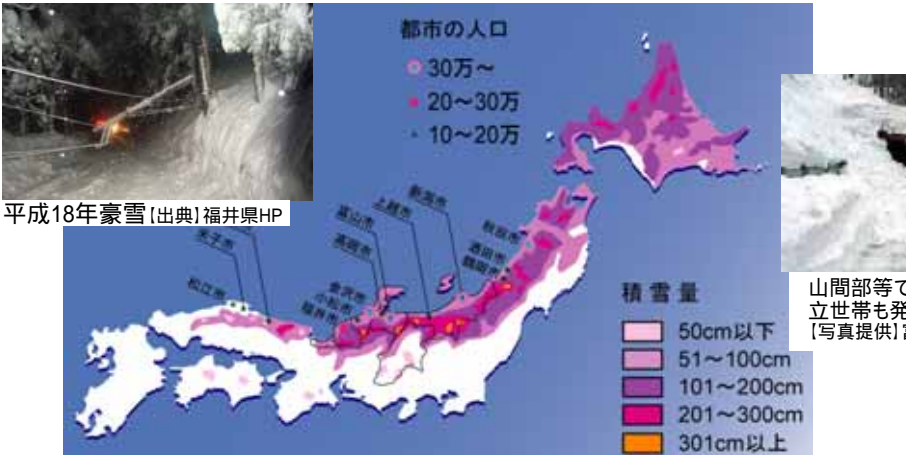 平成18年豪雪【出典】福井県HP
都市の人口
30万〜
20〜30万
10〜20万
米子市
松江市
福井市
小松市
金沢市
高岡市
富山市
上越市
新潟市
鶴岡市
酒田市
秋田市
積雪量
50cm以下
51〜100cm
101〜200cm
201〜300cm
301cm以上
山間部等で
立世帯も発
【写真提供】